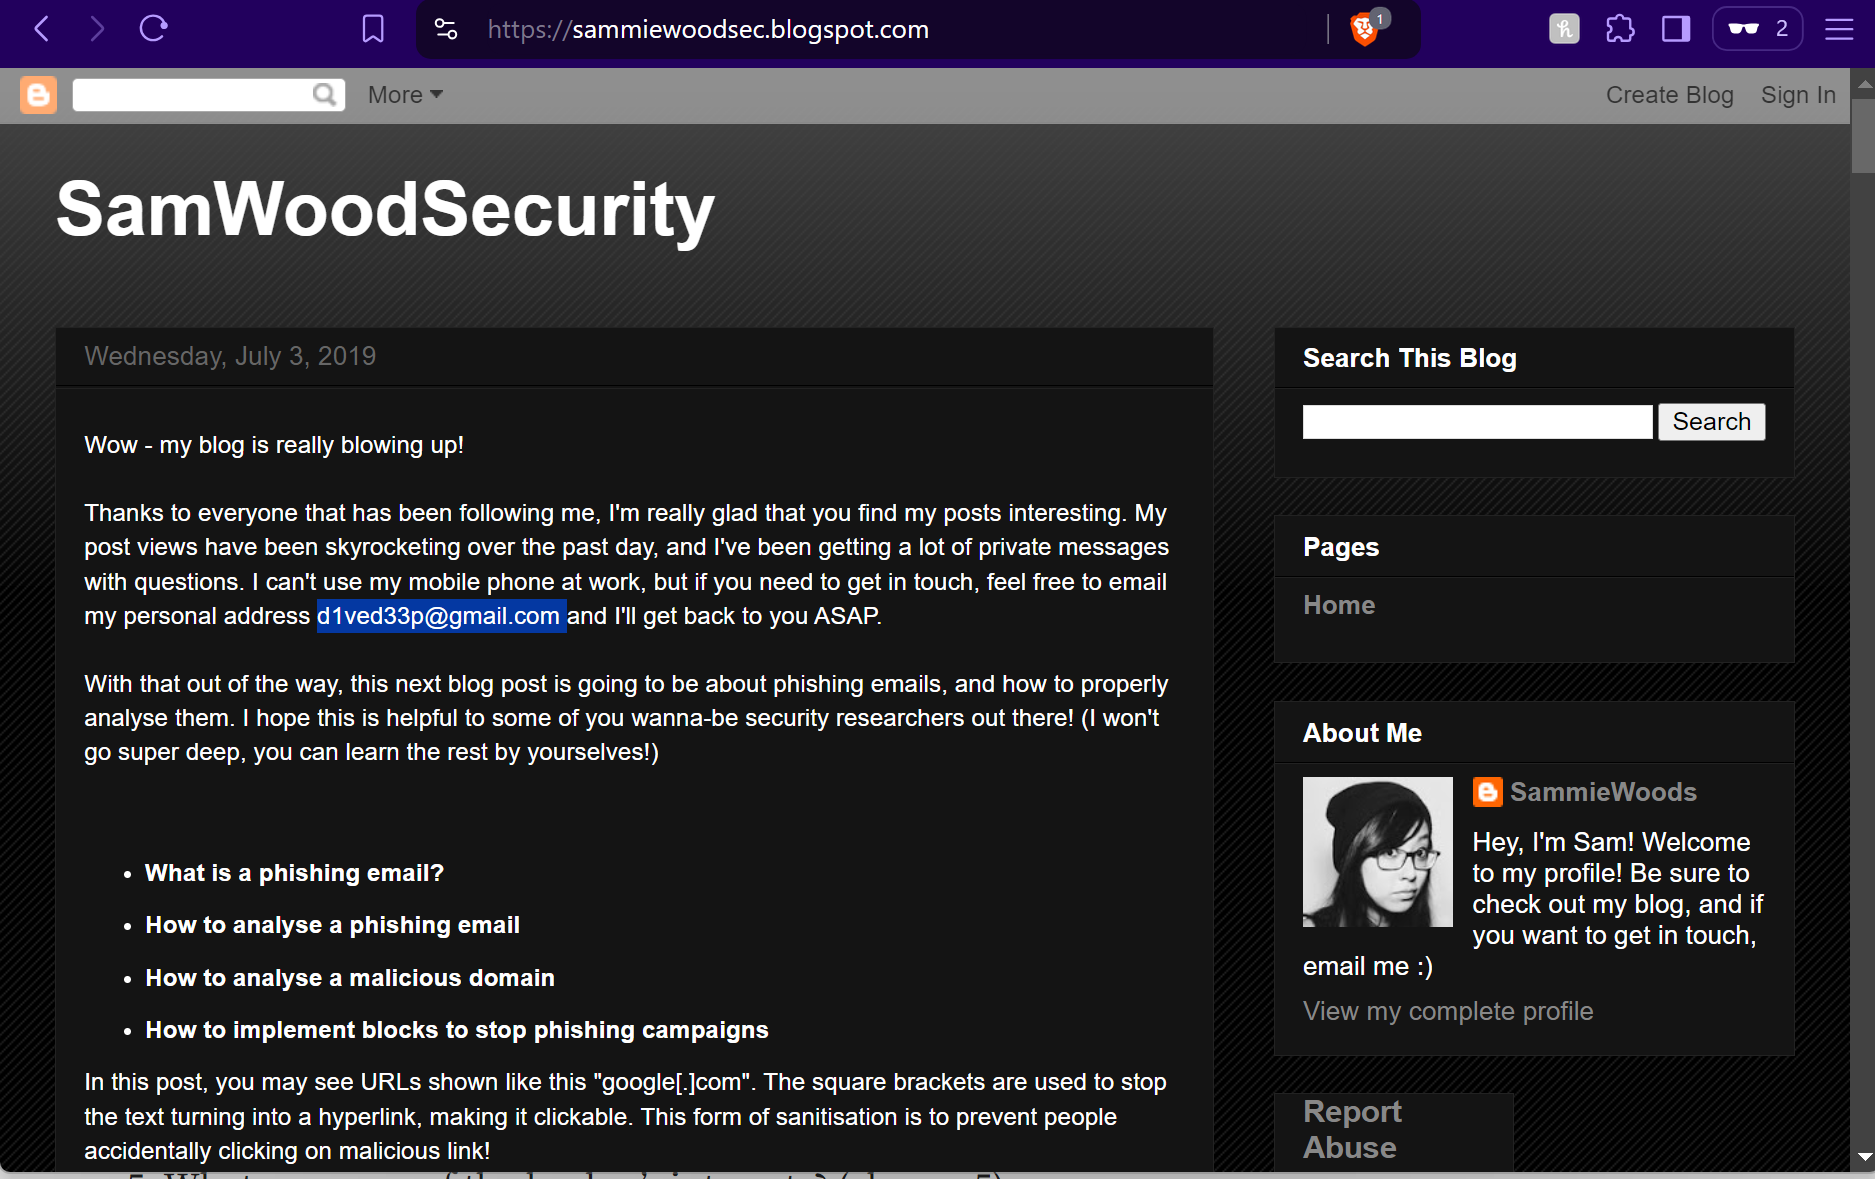 https://sammiewoodsec.blogspot.com
1
2
More
Create Blog
Sign In
SamWoodSecurity
Wednesday, July 3, 2019
Wow - my blog is really blowing up!
Thanks to everyone that has been following me, I'm really glad that you find my posts interesting. My
post views have been skyrocketing over the past day, and I've been getting a lot of private messages
with questions. I can't use my mobile phone at work, but if you need to get in touch, feel free to email
my personal address d1ved33p@gmail.com and I'll get back to you ASAP.
With that out of the way, this next blog post is going to be about phishing emails, and how to properly
analyse them. I hope this is helpful to some of you wanna-be security researchers out there! (I won't
go super deep, you can learn the rest by yourselves!)
• What is a phishing email?
• How to analyse a phishing email
• How to analyse a malicious domain
• How to implement blocks to stop phishing campaigns
In this post, you may see URLs shown like this "google[.]com". The square brackets are used to stop
the text turning into a hyperlink, making it clickable. This form of sanitisation is to prevent people
accidentally clicking on malicious link!
Search This Blog
Search
Pages
Home
About Me
SammieWoods
Hey, I'm Sam! Welcome
to my profile! Be sure to
check out my blog, and if
you want to get in touch,
email me :)
View my complete profile
Report
Abuse